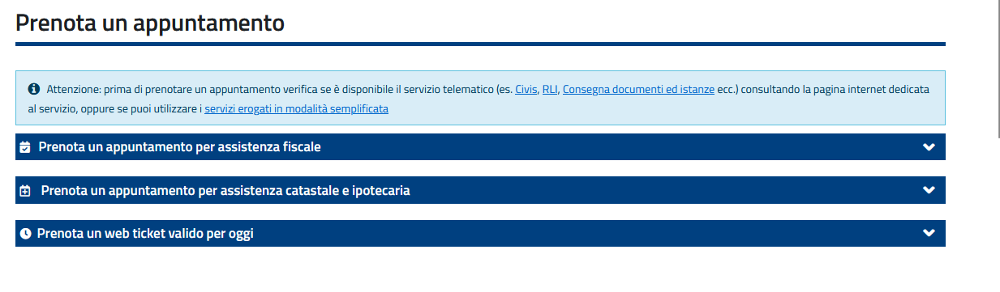 Prenota un appuntamento
Attenzione: prima di prenotare un appuntamento verifica se è disponibile il servizio telematico (es. Civis, RLI, Consegna documenti ed istanze ecc.) consultando la pagina internet dedicata
al servizio, oppure se puoi utilizzare i servizi erogati in modalità semplificata
Prenota un appuntamento per assistenza fiscale
Prenota un appuntamento per assistenza catastale e ipotecaria
Prenota un web ticket valido per oggi